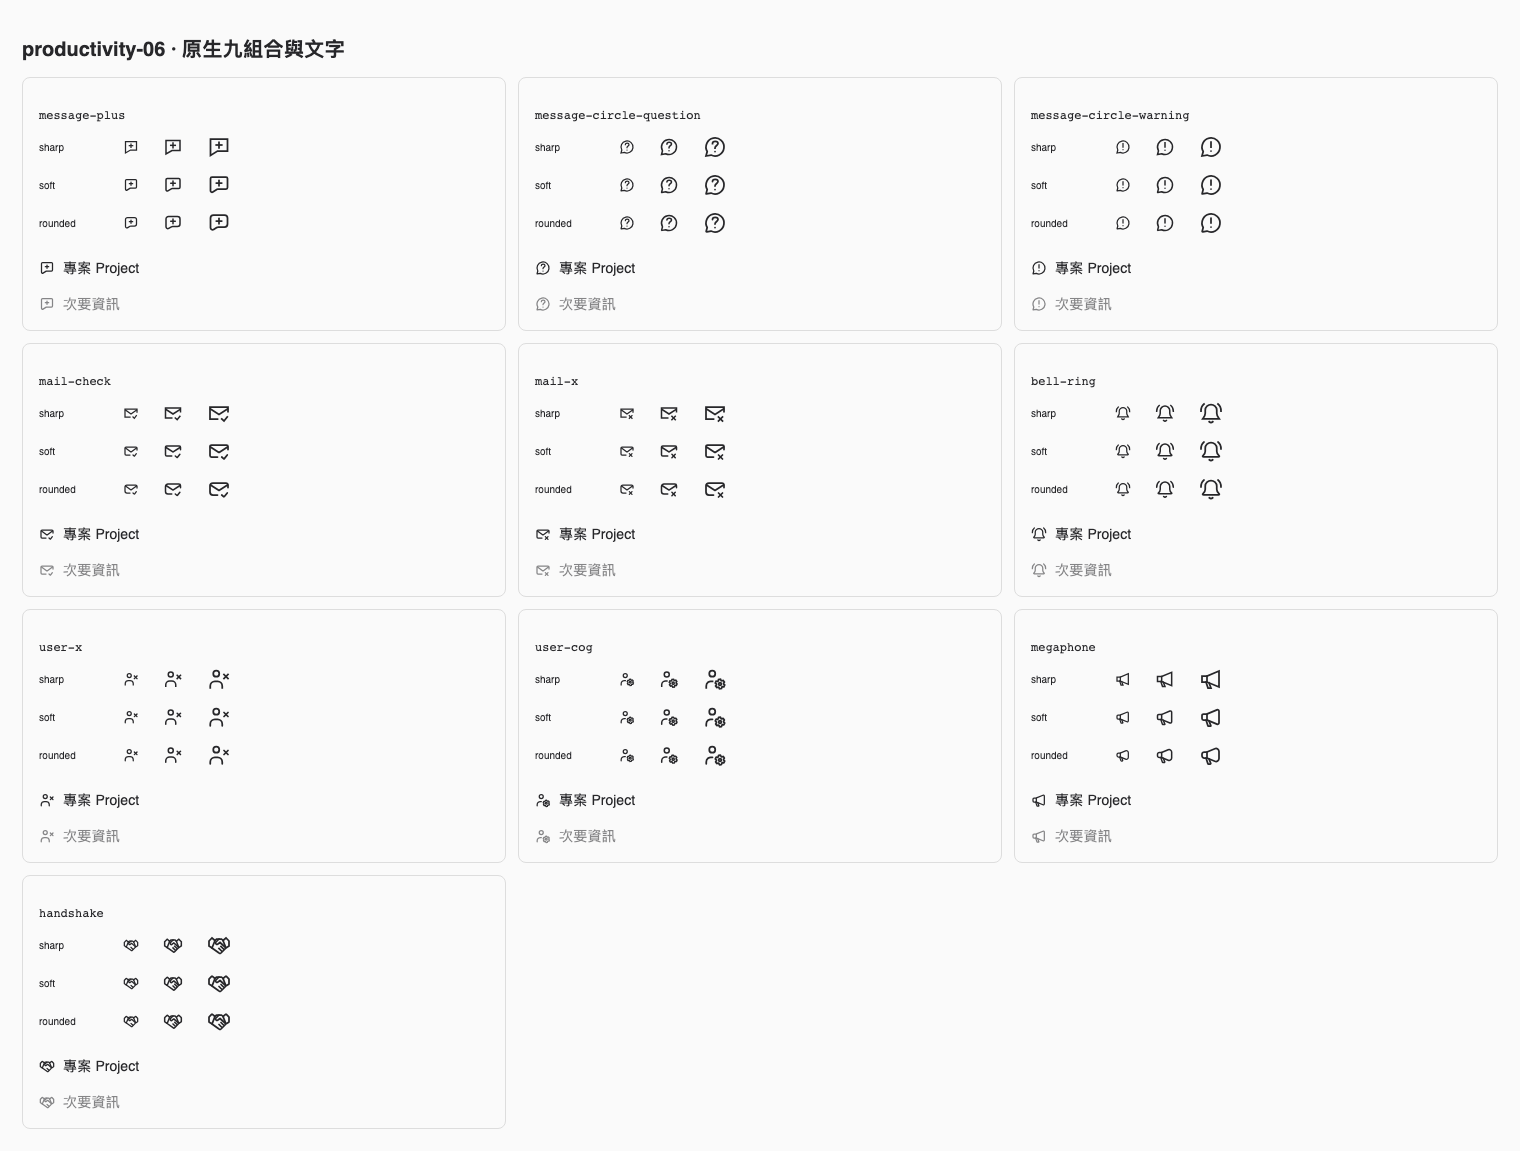 productivity-06 · 原生九組合與文字
message-plus
sharp
soft
rounded
專案 Project
次要資訊
message-circle-question
sharp
soft
rounded
專案 Project
次要資訊
message-circle-warning
sharp
soft
rounded
專案 Project
次要資訊
mail-check
sharp
soft
rounded
專案 Project
次要資訊
mail-x
sharp
soft
rounded
專案 Project
次要資訊
bell-ring
sharp
soft
rounded
專案 Project
次要資訊
user-x
sharp
soft
rounded
專案 Project
次要資訊
user-cog
sharp
soft
rounded
專案 Project
次要資訊
megaphone
sharp
soft
rounded
專案 Project
次要資訊
handshake
sharp
soft
rounded
專案 Project
次要資訊